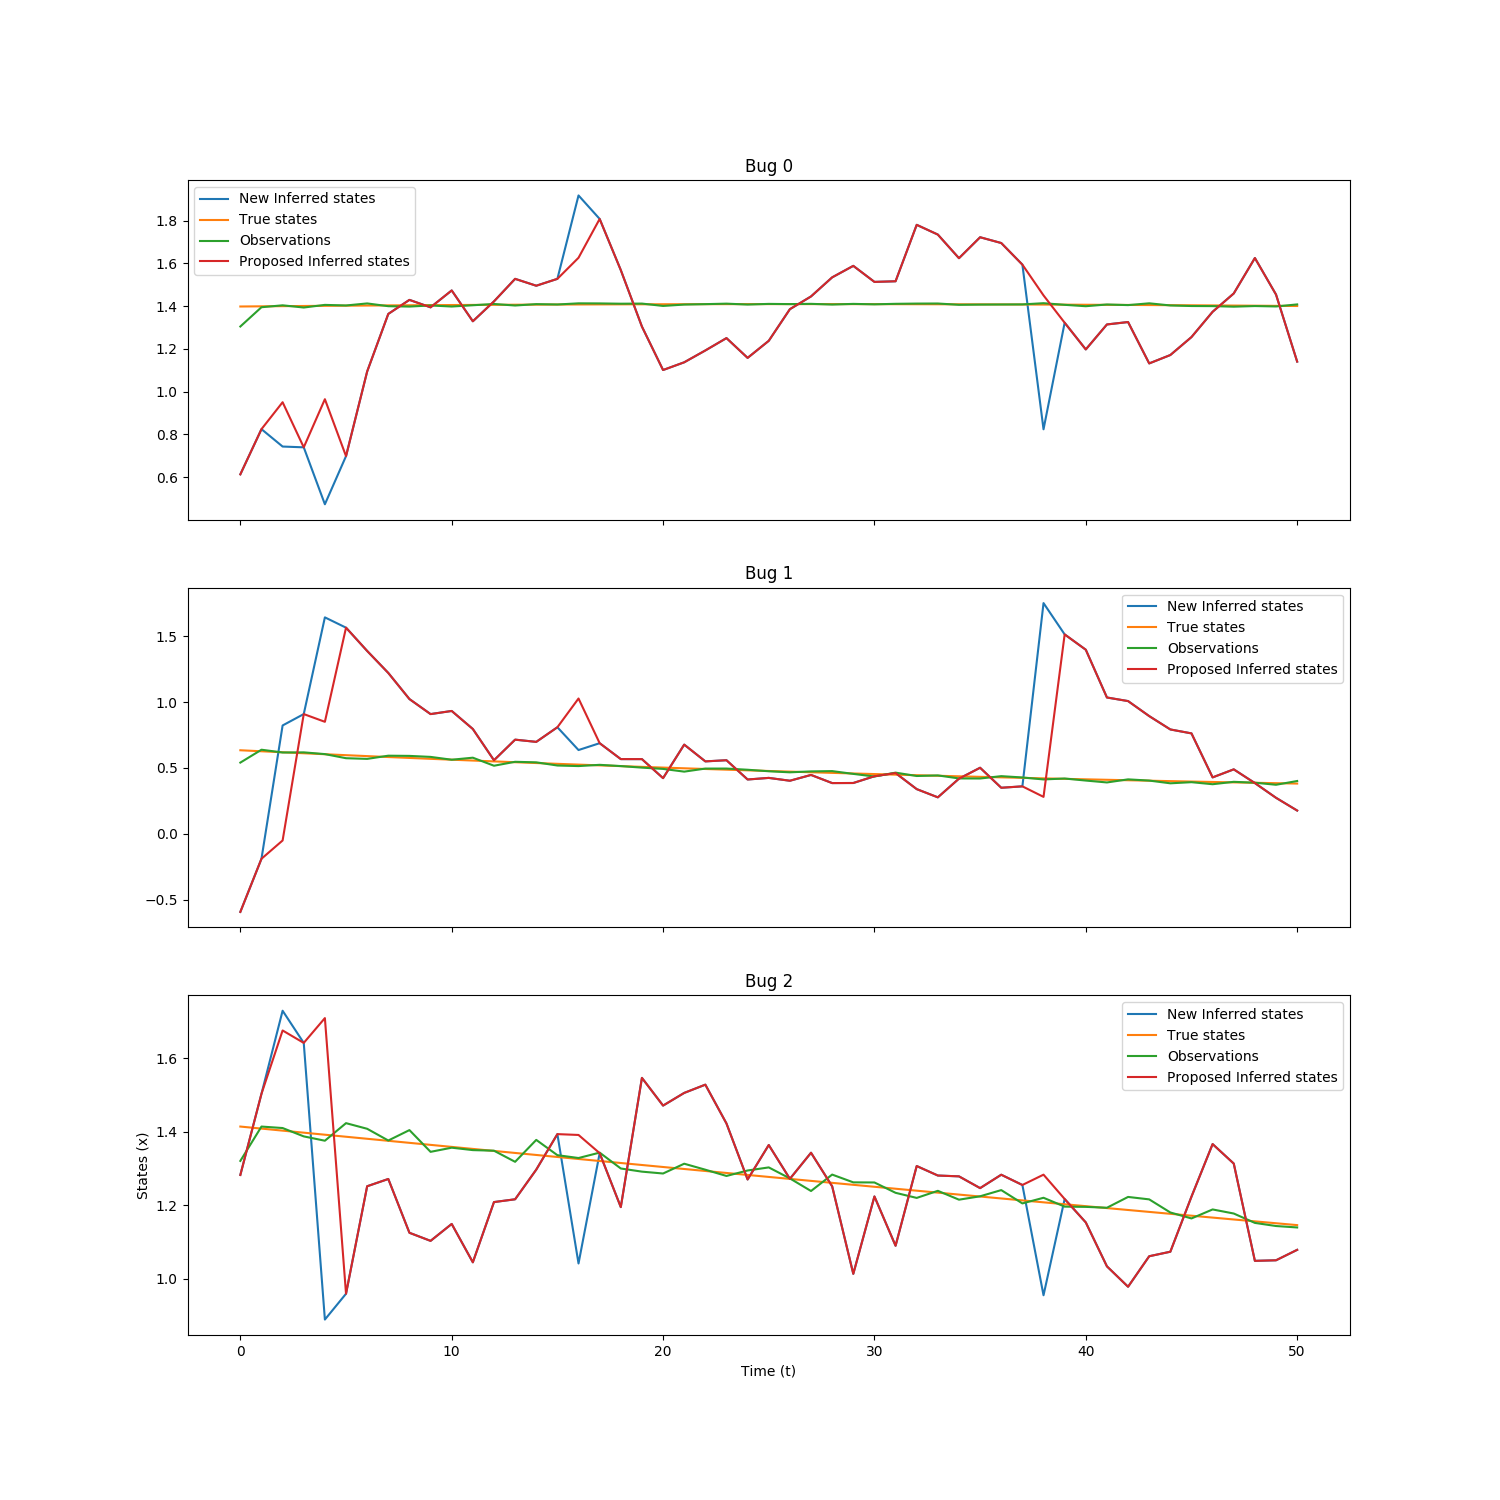 Bug 0
New Inferred states
True states
Observations
Proposed Inferred states
1.8
1.6
1.4
1.2
1.0
0.8
0.6
Bug 1
New Inferred states
True states
Observations
Proposed Inferred states
1.5
1.0
0.5
0.0
−0.5
Bug 2
New Inferred states
True states
Observations
Proposed Inferred states
1.6
1.4
1.2
1.0
States (x)
0 10 20 30 40 50
Time (t)